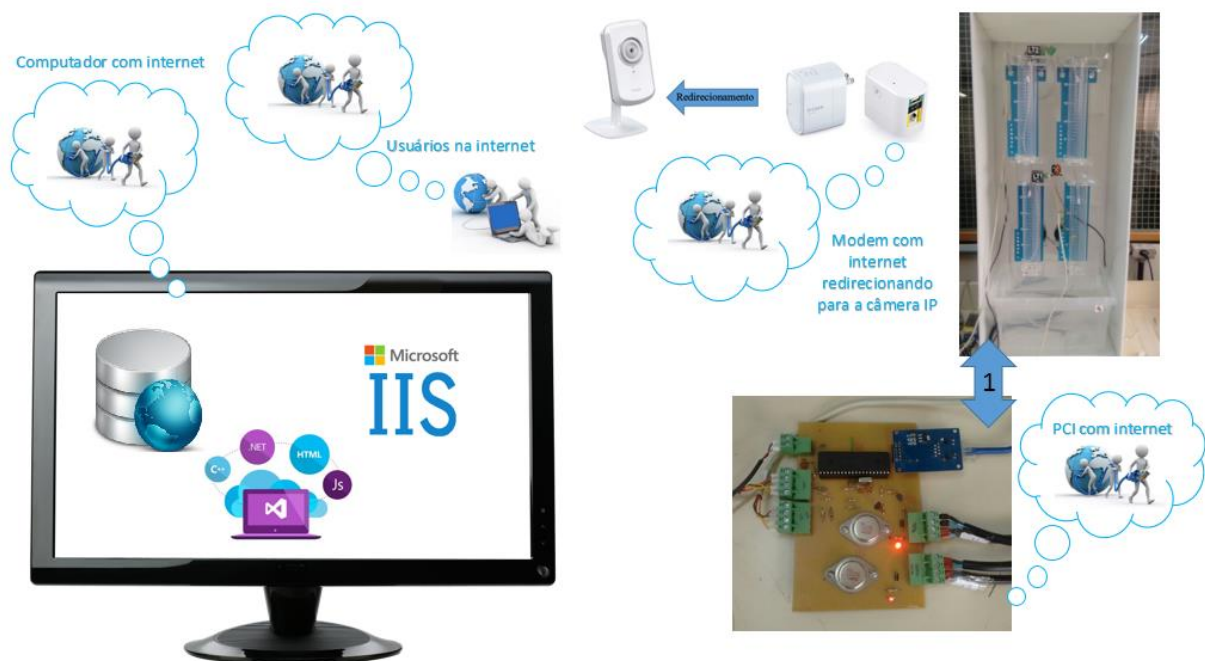 Computador com internet
Usuários na internet
Redirecionamento
Modem com
internet
redirecionando
para a câmera IP
1
PCI com internet
Microsoft
IIS
.NET
HTML
C++
Js